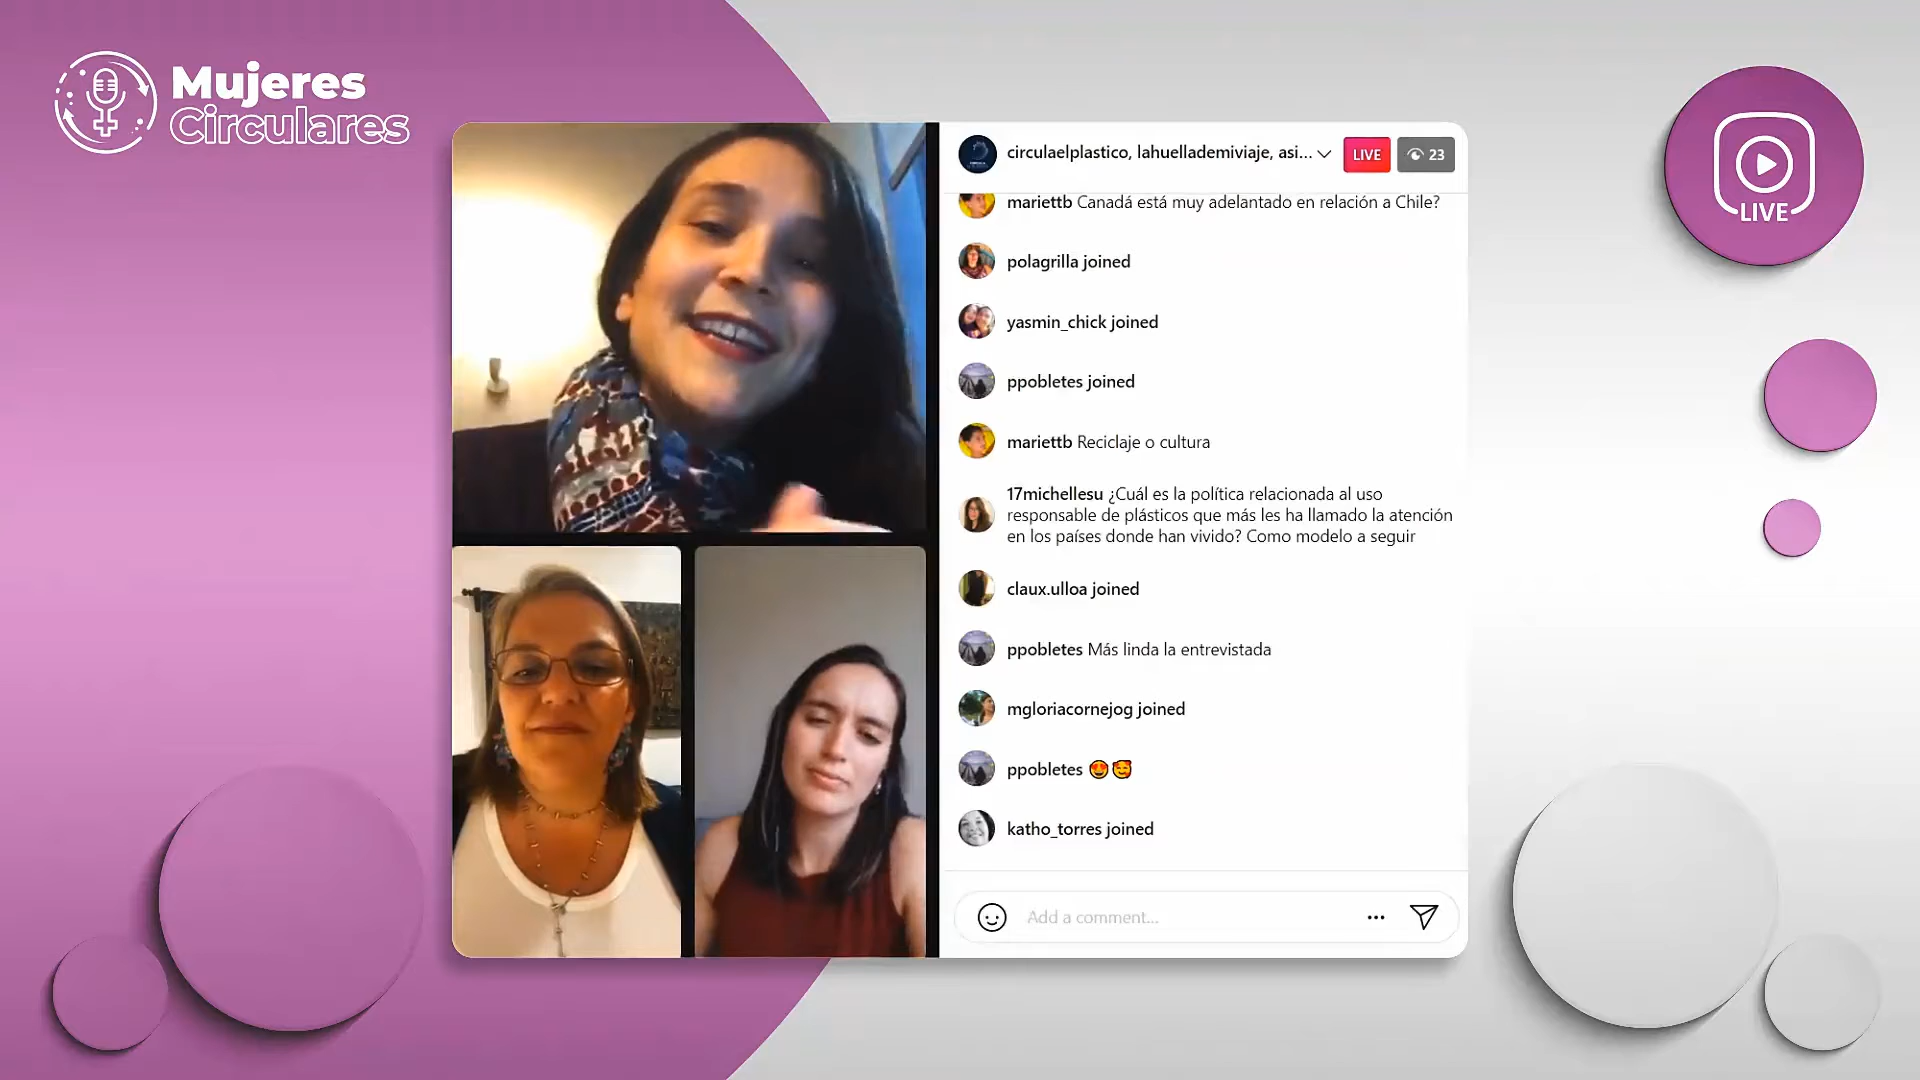 Mujeres
Circulares
circulaelplastico, lahuellademiviaje, asi...
LIVE
23
mariettb Canadá está muy adelantado en relación a Chile?
polagrilla joined
yasmin_chick joined
ppobletes joined
mariettb Reciclaje o cultura
17michellesu ¿Cuál es la política relacionada al uso
responsable de plásticos que más les ha llamado la atención
en los países donde han vivido? Como modelo a seguir
claux.ulloa joined
ppobletes Más linda la entrevistada
mgloriacornejog joined
ppobletes 😍🥰
katho_torres joined
Add a comment...
LIVE